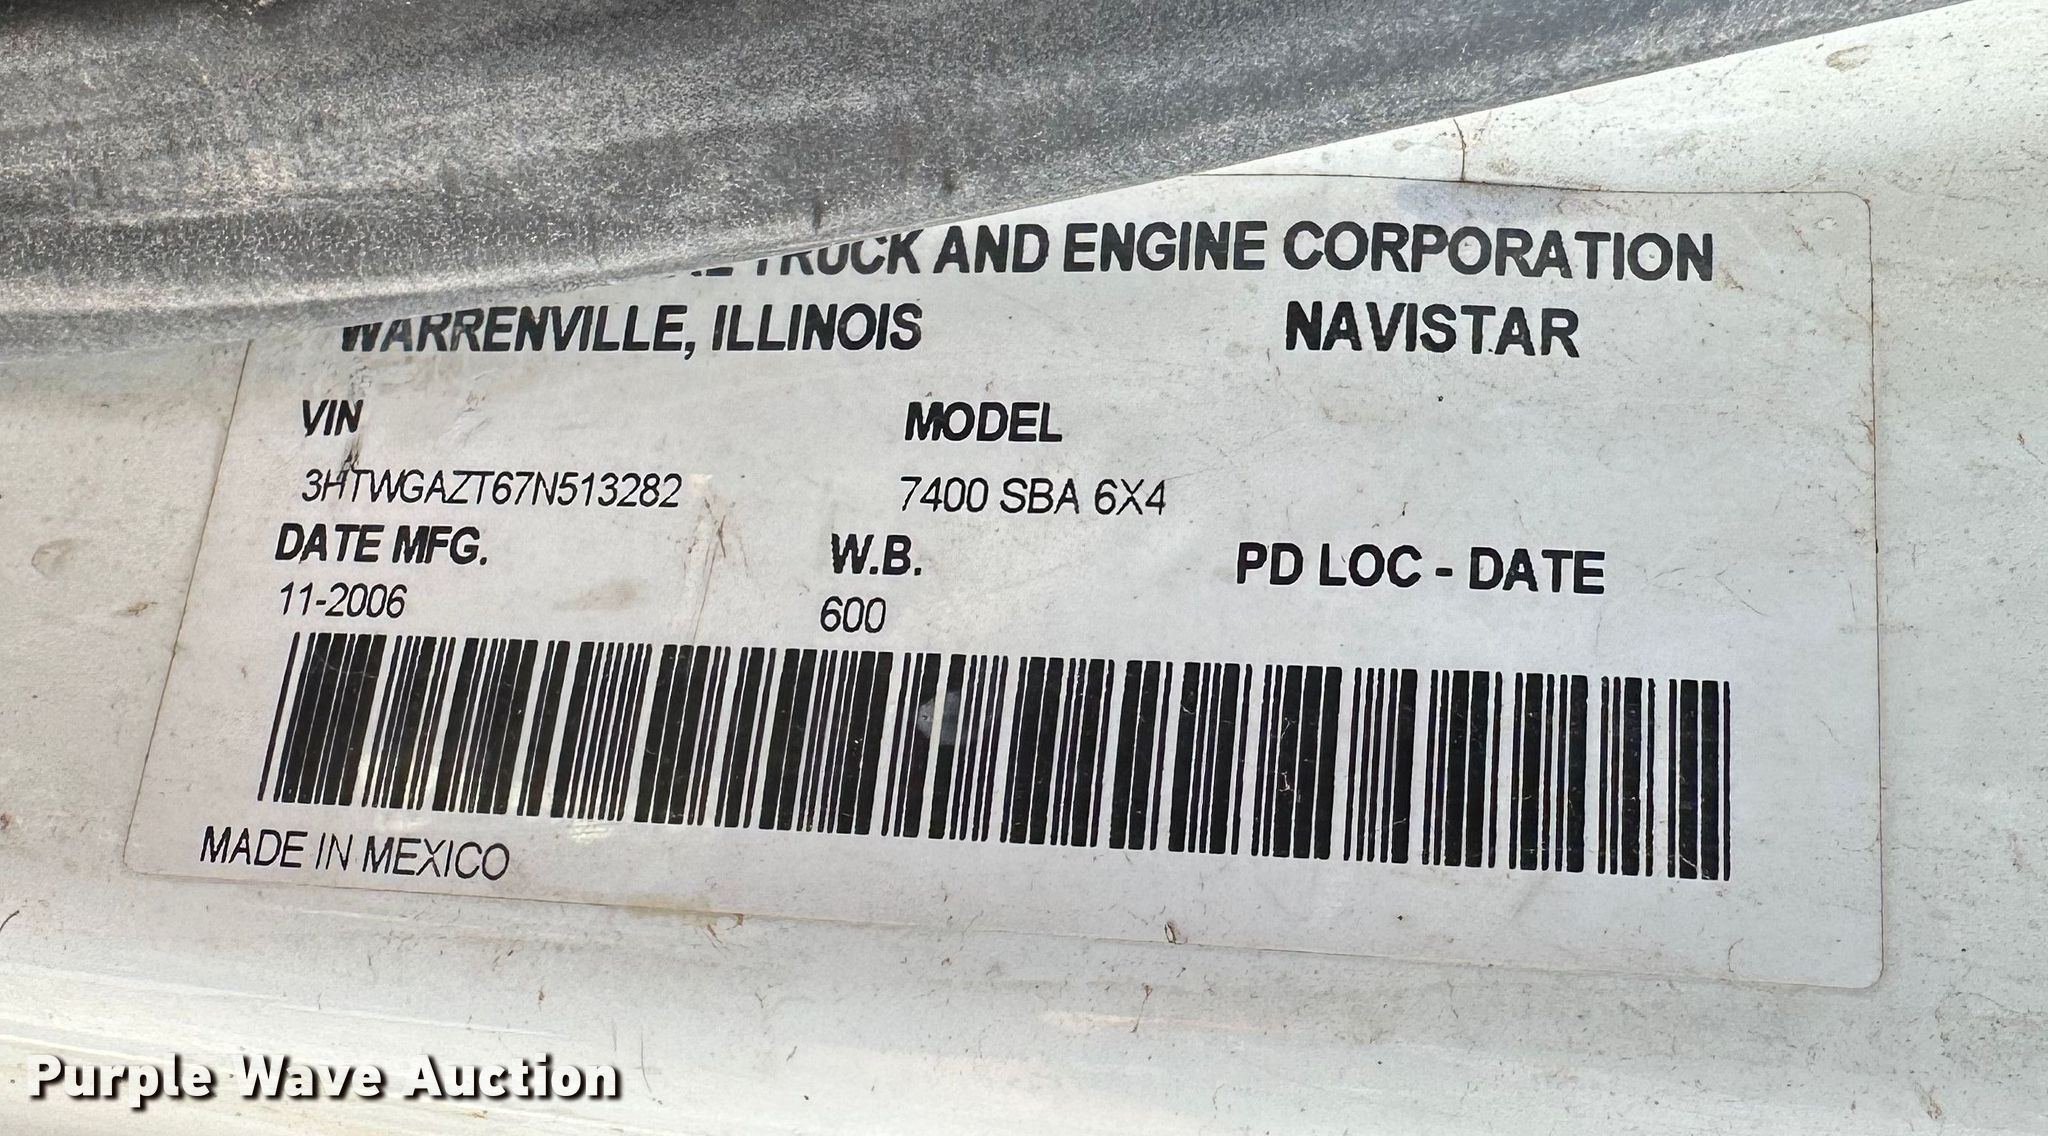 TRUCK AND ENGINE CORPORATION
WARRENVILLE, ILLINOIS NAVISTAR
VIN MODEL
3HTWGAZT67N513282 7400 SBA 6X4
DATE MFG. W.B. PD LOC - DATE
11-2006 600
MADE IN MEXICO
Purple Wave Auction